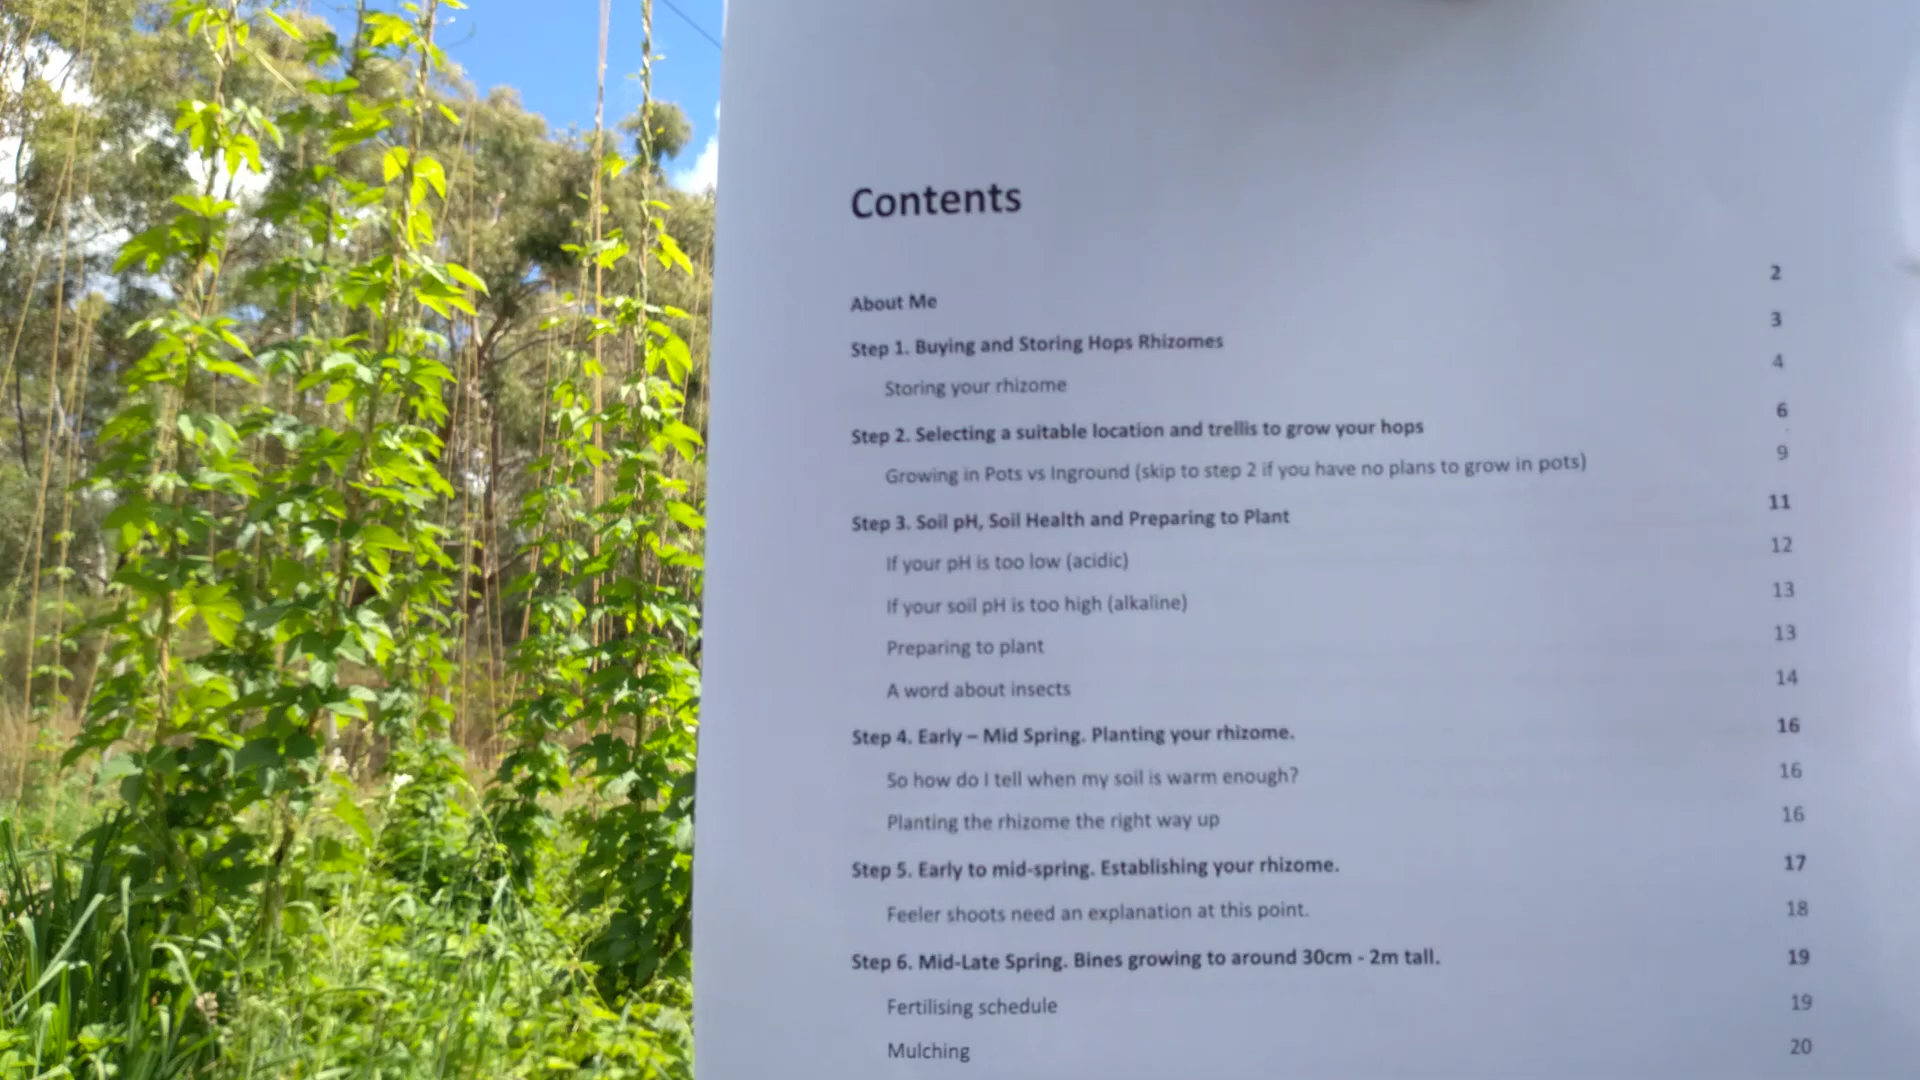 Contents
About Me 2
Step 1. Buying and Storing Hops Rhizomes 3
Storing your rhizome 4
Step 2. Selecting a suitable location and trellis to grow your hops 6
Growing in Pots vs Inground (skip to step 2 if you have no plans to grow in pots) 9
Step 3. Soil pH, Soil Health and Preparing to Plant 11
If your pH is too low (acidic) 12
If your soil pH is too high (alkaline) 13
Preparing to plant 13
A word about insects 14
Step 4. Early – Mid Spring. Planting your rhizome. 16
So how do I tell when my soil is warm enough? 16
Planting the rhizome the right way up 16
Step 5. Early to mid-spring. Establishing your rhizome. 17
Feeler shoots need an explanation at this point. 18
Step 6. Mid-Late Spring. Bines growing to around 30cm - 2m tall. 19
Fertilising schedule 19
Mulching 20